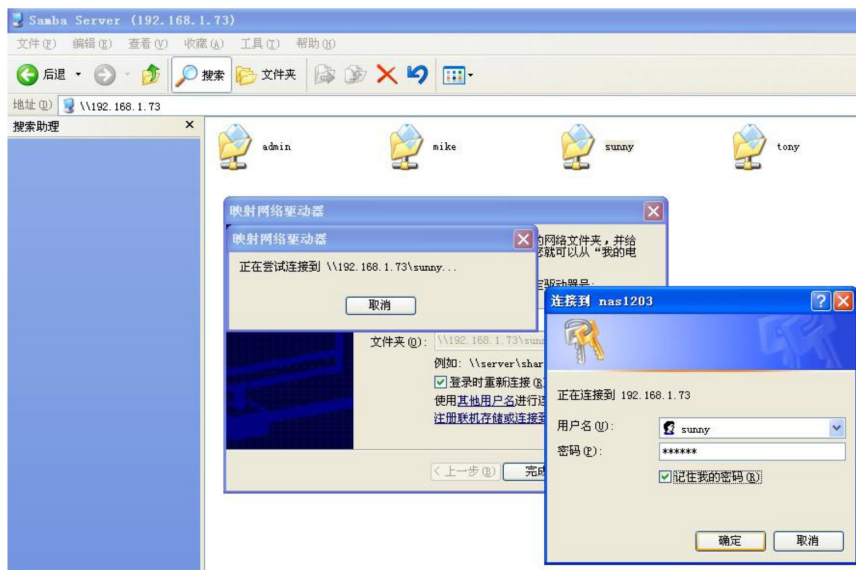 Samba Server (192.168.1.73)
文件(F) 编辑(E) 查看(V) 收藏(A) 工具(T) 帮助(H)
后退 搜索 文件夹
地址(D) \\192.168.1.73
搜索助理
admin mike sunny tony
映射网络驱动器
映射网络驱动器
的网络文件夹，并给
就可以从“我的电
正在尝试连接到 \\192.168.1.73\sunny...
驱动器号:
取消
文件夹(O): \\192.168.1.73\sunn
例如: \\server\shar
登录时重新连接(R)
使用其他用户名进行
注册联机存储或连接到
<上一步(B) 完成
连接到 nas1203
正在连接到 192.168.1.73
用户名(U): sunny
密码(P): ******
记住我的密码(R)
确定 取消